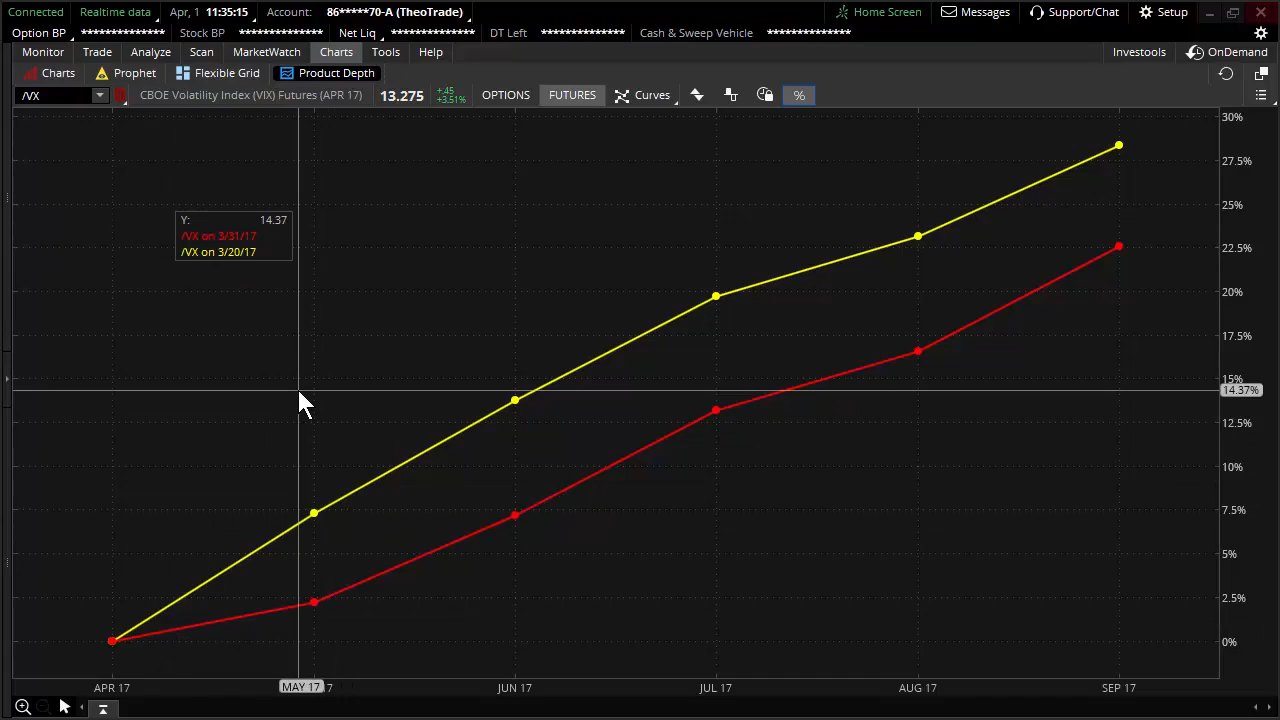 Connected Realtime data Apr, 1 11:35:15 Account: 86*****70-A (TheoTrade) Home Screen Messages Support/Chat Setup
Option BP ************** Stock BP ************** Net Liq ************** DT Left ************** Cash & Sweep Vehicle **************
Monitor Trade Analyze Scan MarketWatch Charts Tools Help Investools OnDemand
Charts Prophet Flexible Grid Product Depth
/VX CBOE Volatility Index (VIX) Futures (APR 17) 13.275 +.45 +3.51% OPTIONS FUTURES Curves %
30%
27.5%
25%
Y: 14.37
/VX on 3/31/17
/VX on 3/20/17
22.5%
20%
17.5%
15%
14.37%
12.5%
10%
7.5%
5%
2.5%
0%
APR 17 MAY 17 JUN 17 JUL 17 AUG 17 SEP 17